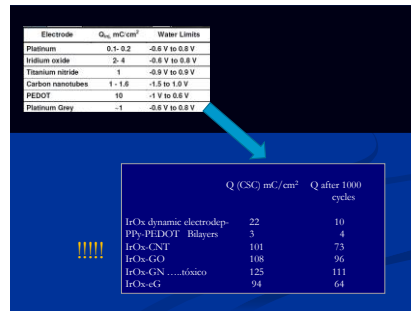 Electrode Qinj, mC/cm² Water Limits
Platinum 0.1- 0.2 -0.6 V to 0.8 V
Iridium oxide 2- 4 -0.6 V to 0.8 V
Titanium nitride 1 -0.9 V to 0.9 V
Carbon nanotubes 1 - 1.6 -1.5 to 1.0 V
PEDOT 10 -1 V to 0.6 V
Platinum Grey ~1 -0.6 V to 0.8 V
Q (CSC) mC/cm² Q after 1000
cycles
IrOx dynamic electrodep- 22 10
PPy-PEDOT Bilayers 3 4
IrOx-CNT 101 73
IrOx-GO 108 96
IrOx-GN …..tóxico 125 111
IrOx-eG 94 64
!!!!!